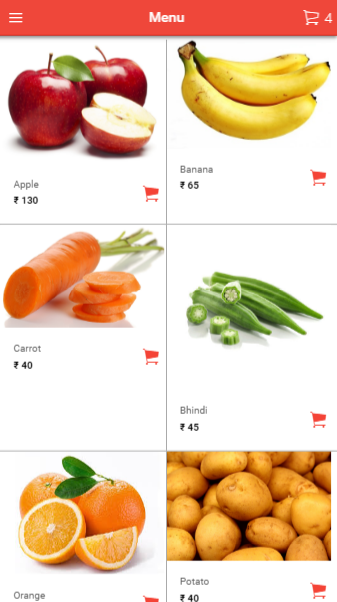 Menu
4
Apple
₹ 130
Banana
₹ 65
Carrot
₹ 40
Bhindi
₹ 45
Orange
Potato
₹ 40